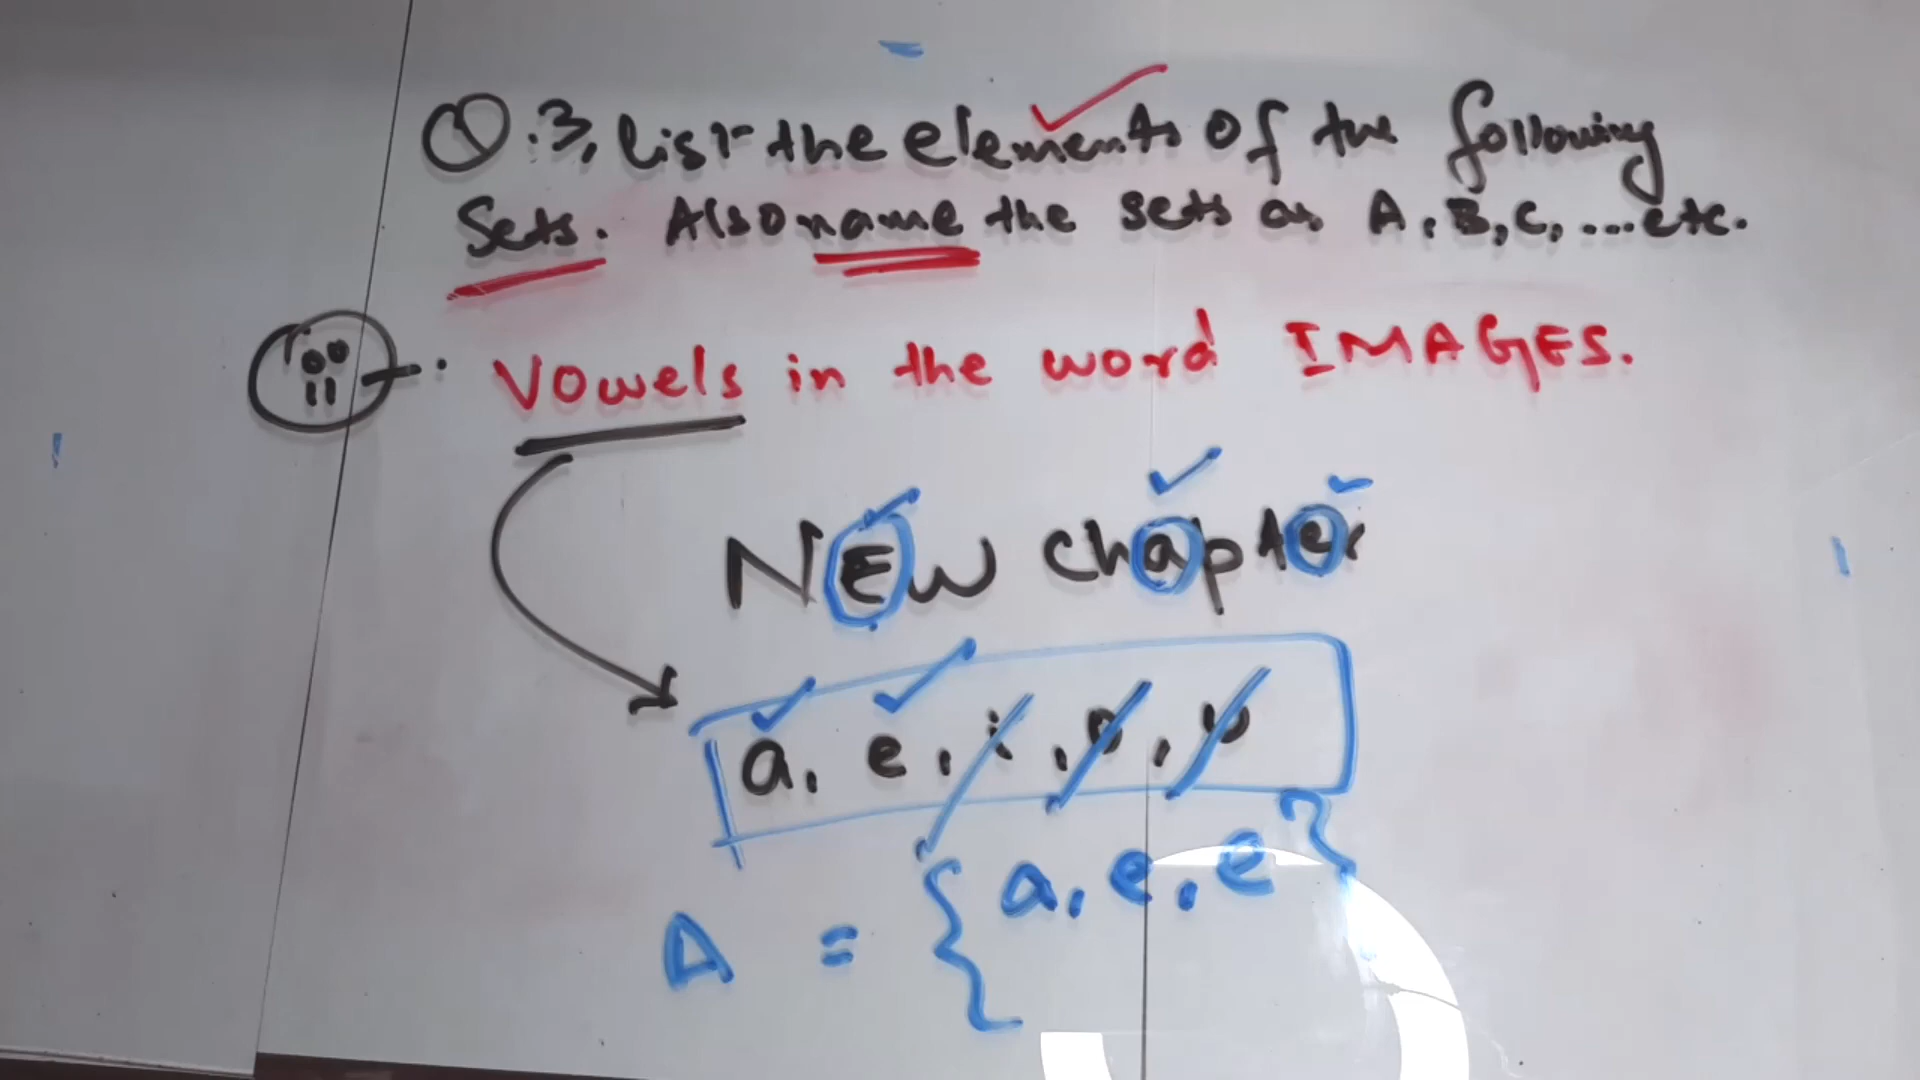 Q.3, List the elements of the following
Sets. Also name the sets as A, B, C, ....etc.
Vowels in the word IMAGES.
NEW Chapter
a, e, i, o, u
A = {a, e, e}